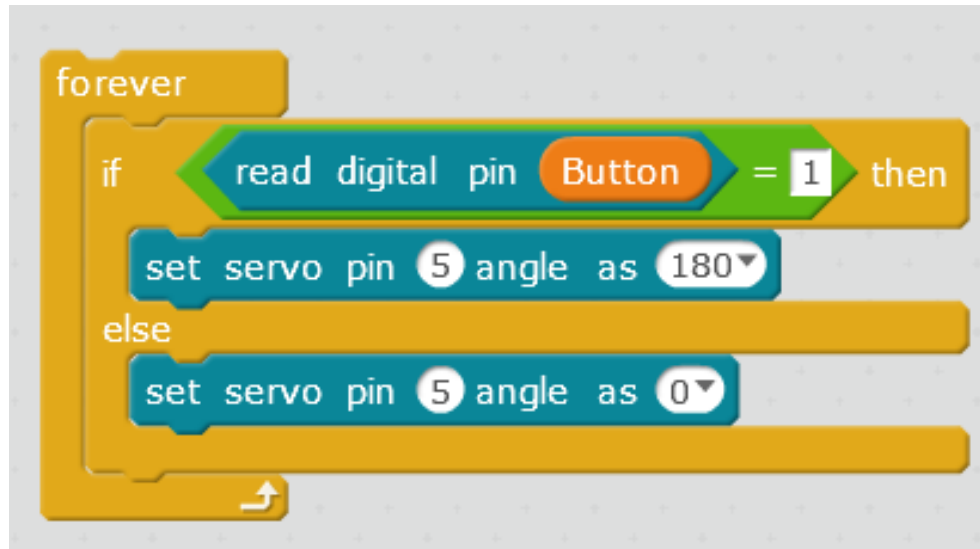 forever
if read digital pin Button = 1 then
set servo pin 5 angle as 180
else
set servo pin 5 angle as 0